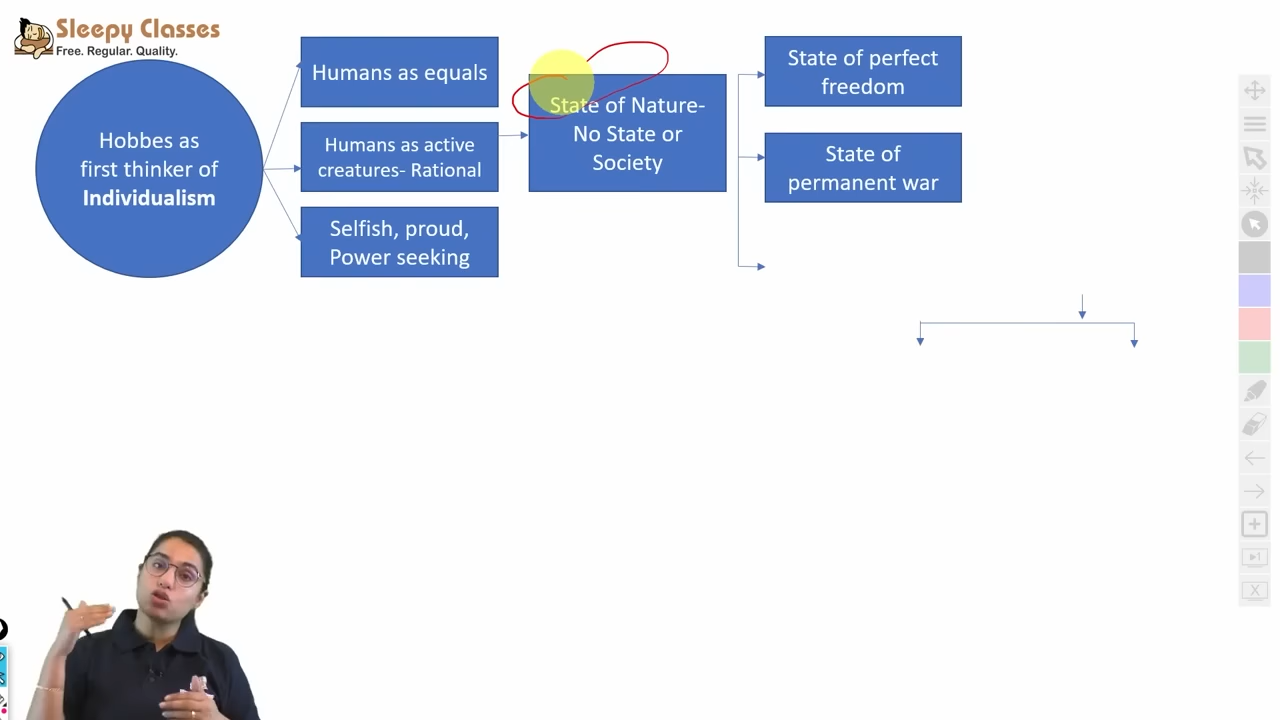 Sleepy Classes
Free. Regular. Quality.
Hobbes as
first thinker of
Individualism
Humans as equals
Humans as active
creatures- Rational
Selfish, proud,
Power seeking
State of Nature-
No State or
Society
State of perfect
freedom
State of
permanent war